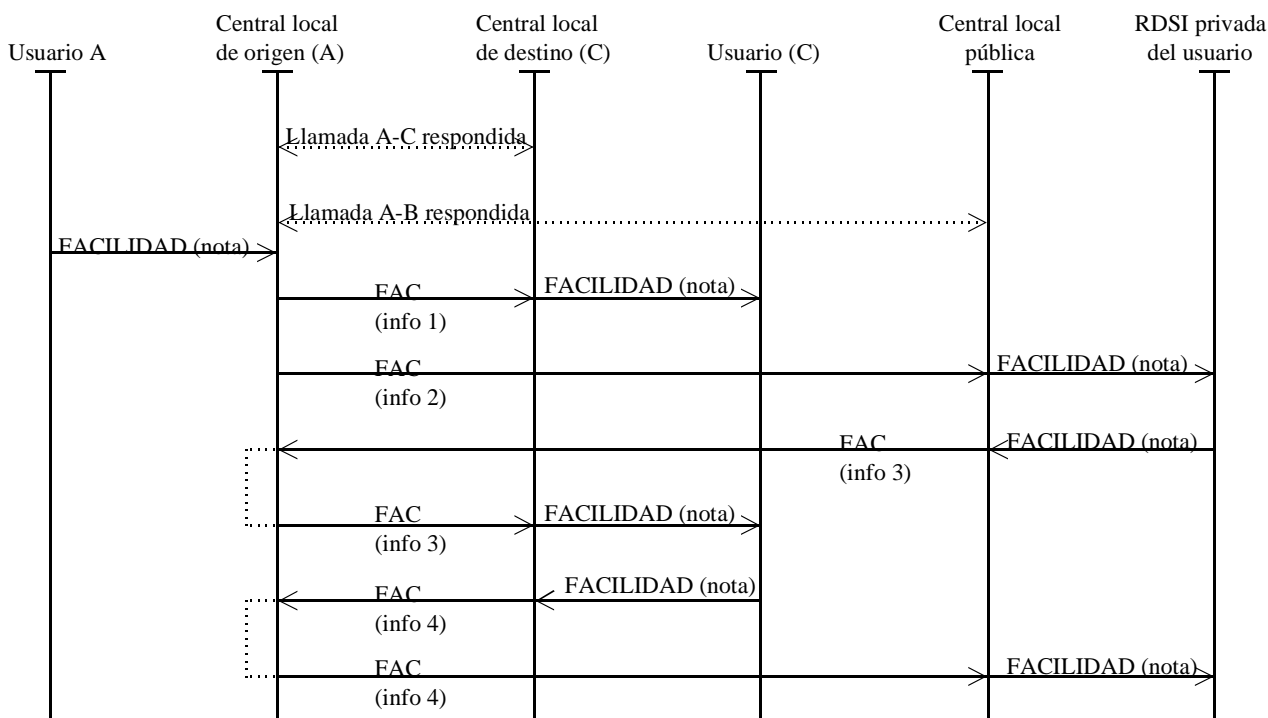 Usuario A
Central local
de origen (A)
Central local
de destino (C)
Usuario (C)
Central local
pública
RDSI privada
del usuario
Llamada A-C respondida
Llamada A-B respondida
FACILIDAD (nota)
FAC
(info 1)
FACILIDAD (nota)
FAC
(info 2)
FACILIDAD (nota)
FAC
(info 3)
FACILIDAD (nota)
FAC
(info 3)
FACILIDAD (nota)
FAC
(info 4)
FACILIDAD (nota)
FAC
(info 4)
FACILIDAD (nota)